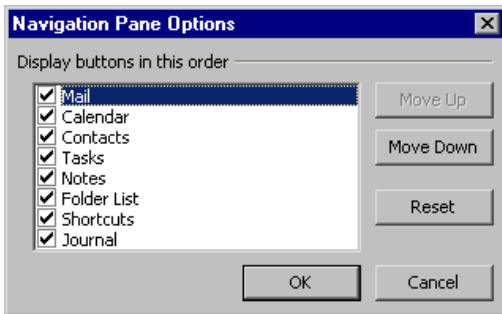 Navigation Pane Options
Display buttons in this order
Mail
Calendar
Contacts
Tasks
Notes
Folder List
Shortcuts
Journal
Move Up
Move Down
Reset
OK
Cancel